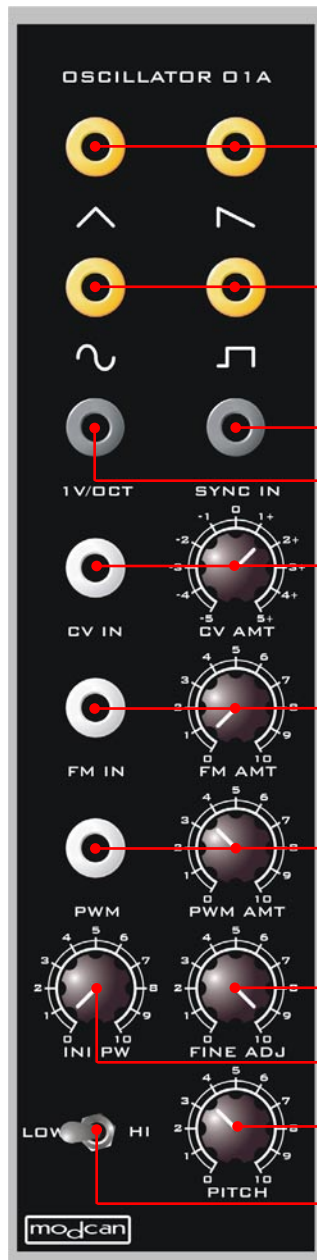 OSCILLATOR 01A
1V/OCT SYNC IN
-5 -4 -3 -2 -1 0 1+ 2+ 3+ 4+ 5+
CV IN CV AMT
0 1 2 3 4 5 6 7 8 9 10
FM IN FM AMT
0 1 2 3 4 5 6 7 8 9 10
PWM PWM AMT
0 1 2 3 4 5 6 7 8 9 10
0 1 2 3 4 5 6 7 8 9 10
INI PW FINE ADJ
LOW HI
0 1 2 3 4 5 6 7 8 9 10
PITCH
modcan